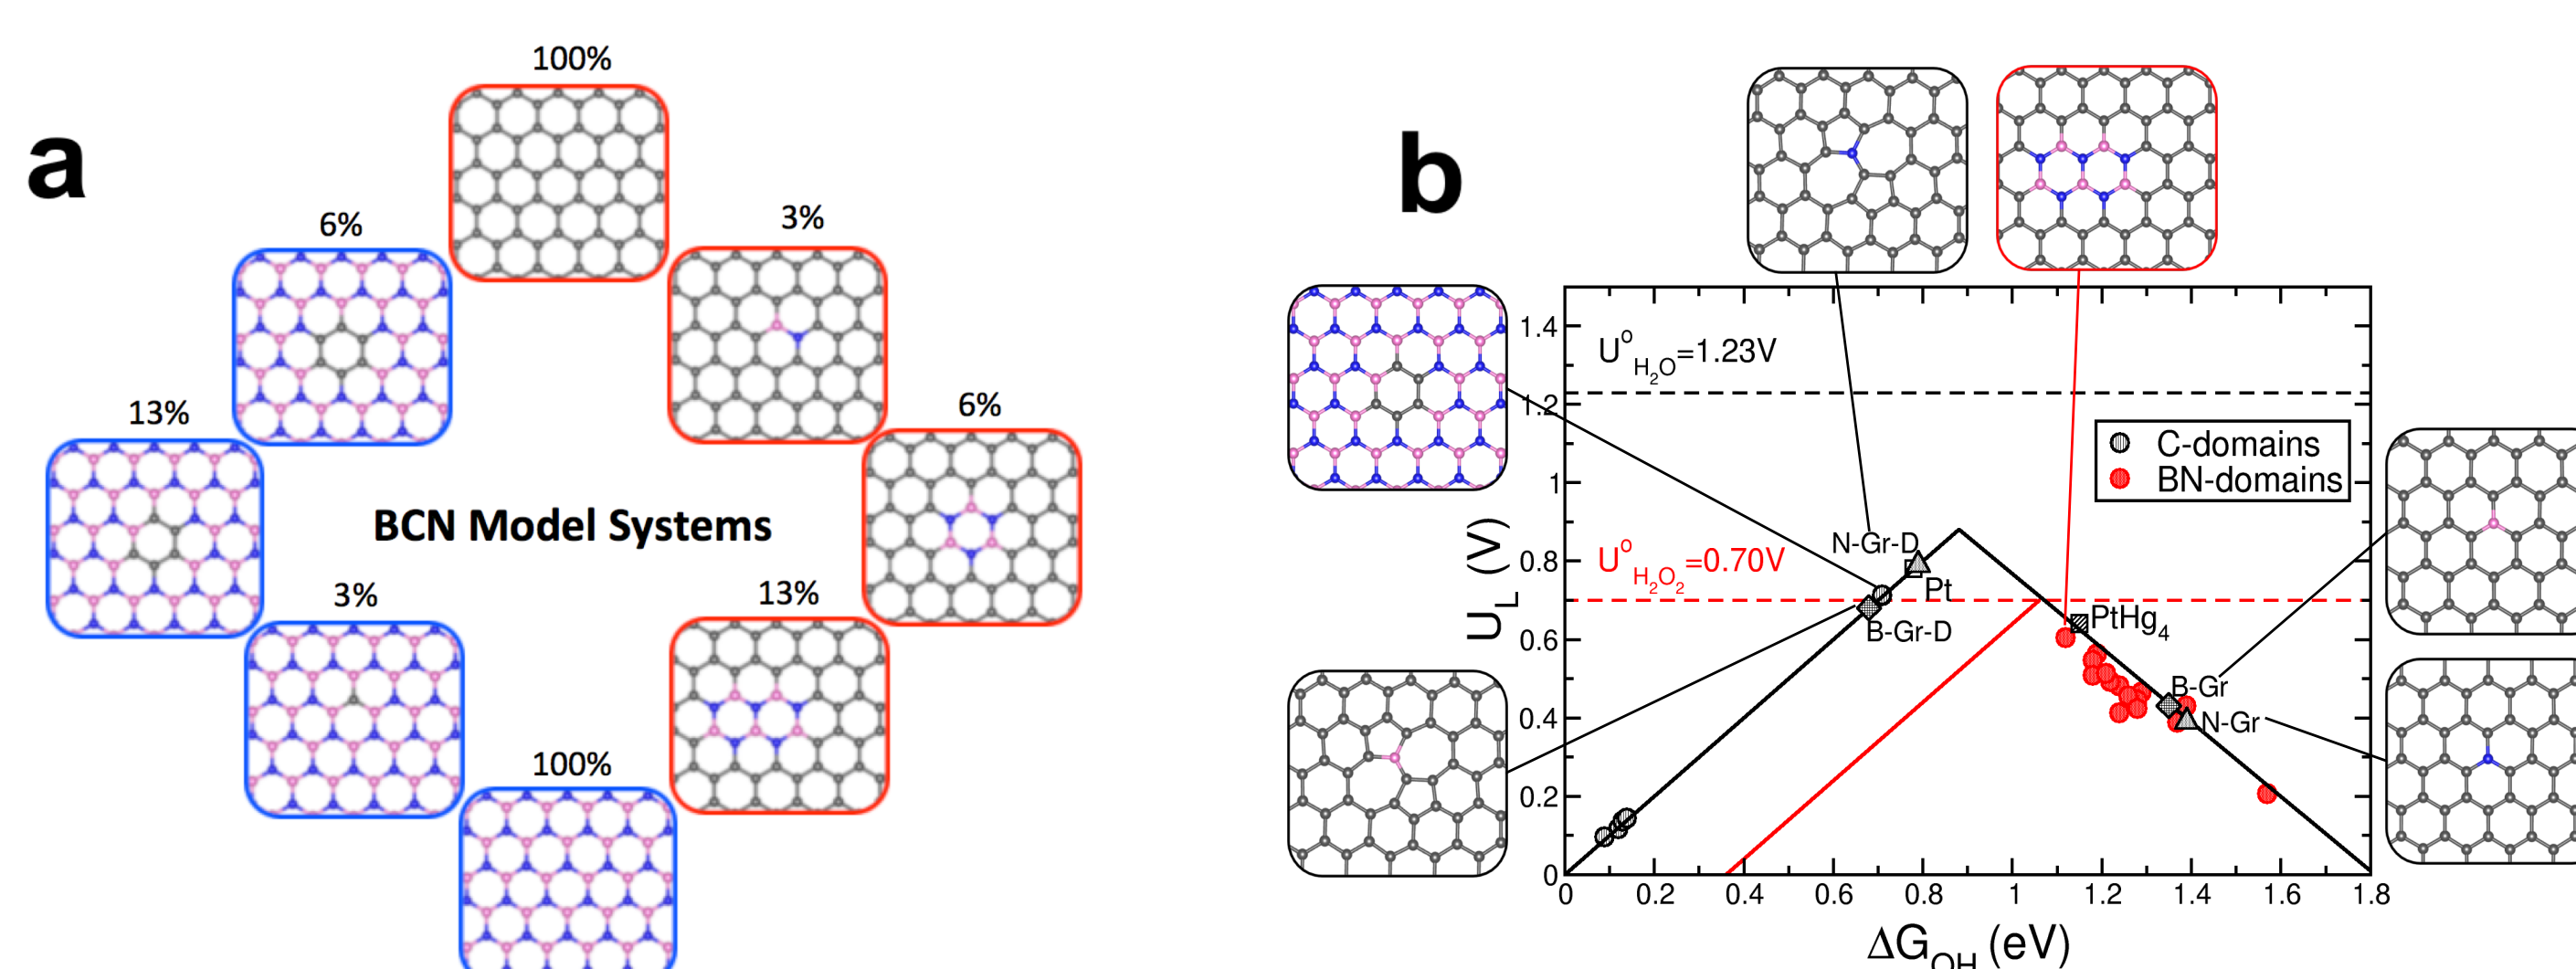 a
100%
6%
3%
13%
6%
BCN Model Systems
3%
13%
100%
b
1.4
U°H2O=1.23V
1.2
C-domains
BN-domains
1
N-Gr-D
0.8
U°H2O2=0.70V
Pt
UL (V)
PtHg4
B-Gr-D
0.6
B-Gr
N-Gr
0.4
0.2
0
0 0.2 0.4 0.6 0.8 1 1.2 1.4 1.6 1.8
ΔGOH (eV)